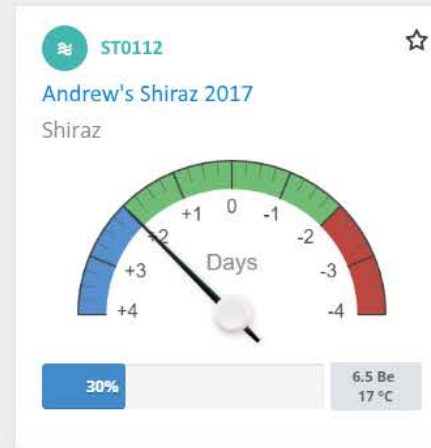 ST0112
Andrew's Shiraz 2017
Shiraz
+4
+3
+2
+1
0
-1
-2
-3
-4
Days
30%
6.5 Be
17 °C